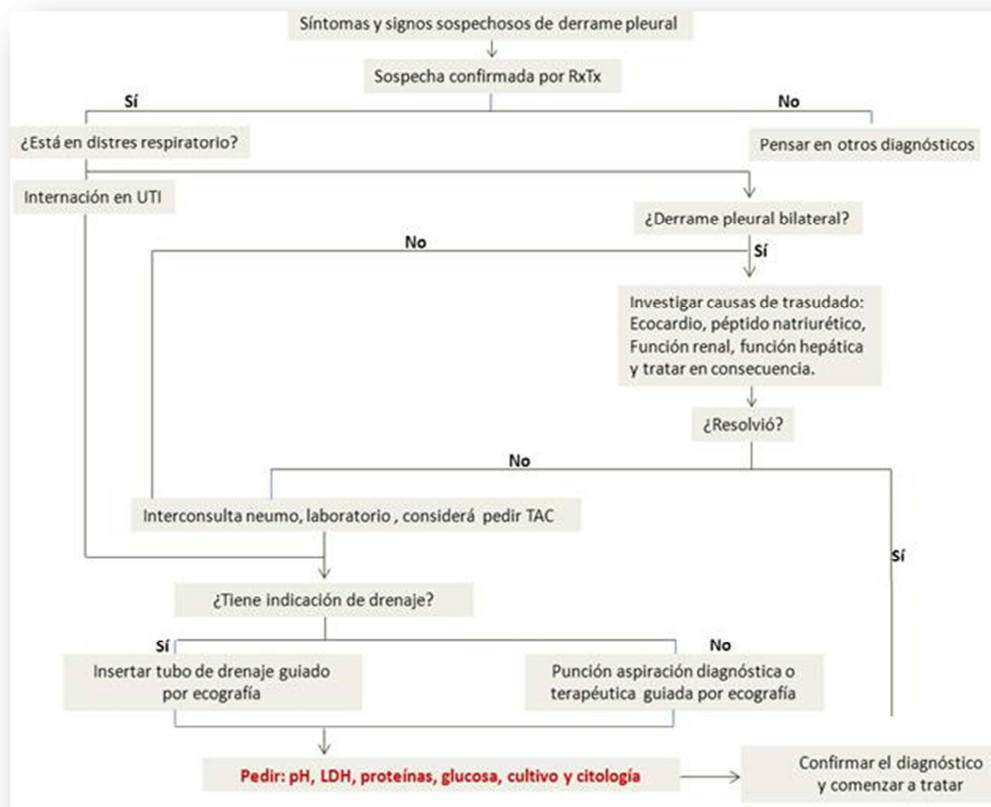 Síntomas y signos sospechosos de derrame pleural
Sospecha confirmada por RxTx
Sí
No
¿Está en distres respiratorio?
Pensar en otros diagnósticos
Internación en UTI
¿Derrame pleural bilateral?
No
Sí
Investigar causas de trasudado:
Ecocardio, péptido natriurético,
Función renal, función hepática
y tratar en consecuencia.
¿Resolvió?
No
Interconsulta neumo, laboratorio , considerá pedir TAC
Sí
¿Tiene indicación de drenaje?
Sí
No
Insertar tubo de drenaje guiado
por ecografía
Punción aspiración diagnóstica o
terapéutica guiada por ecografía
Pedir: pH, LDH, proteínas, glucosa, cultivo y citología
Confirmar el diagnóstico
y comenzar a tratar